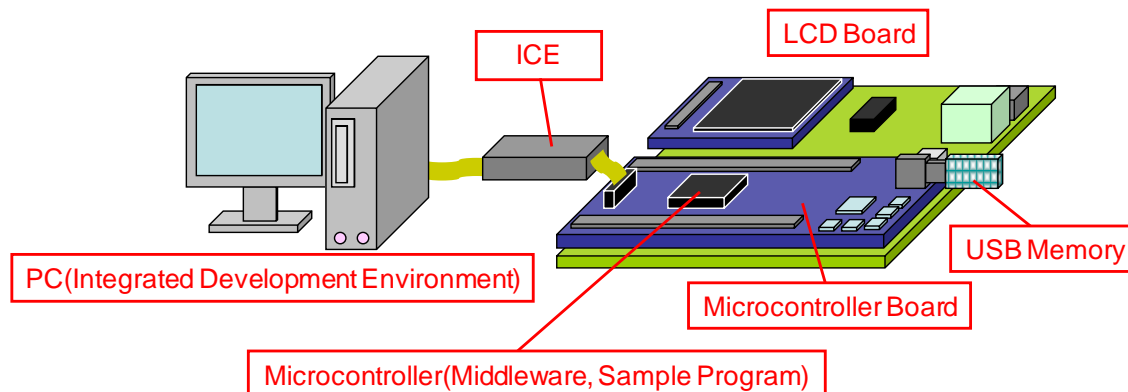 LCD Board
ICE
USB Memory
PC(Integrated Development Environment)
Microcontroller Board
Microcontroller(Middleware, Sample Program)